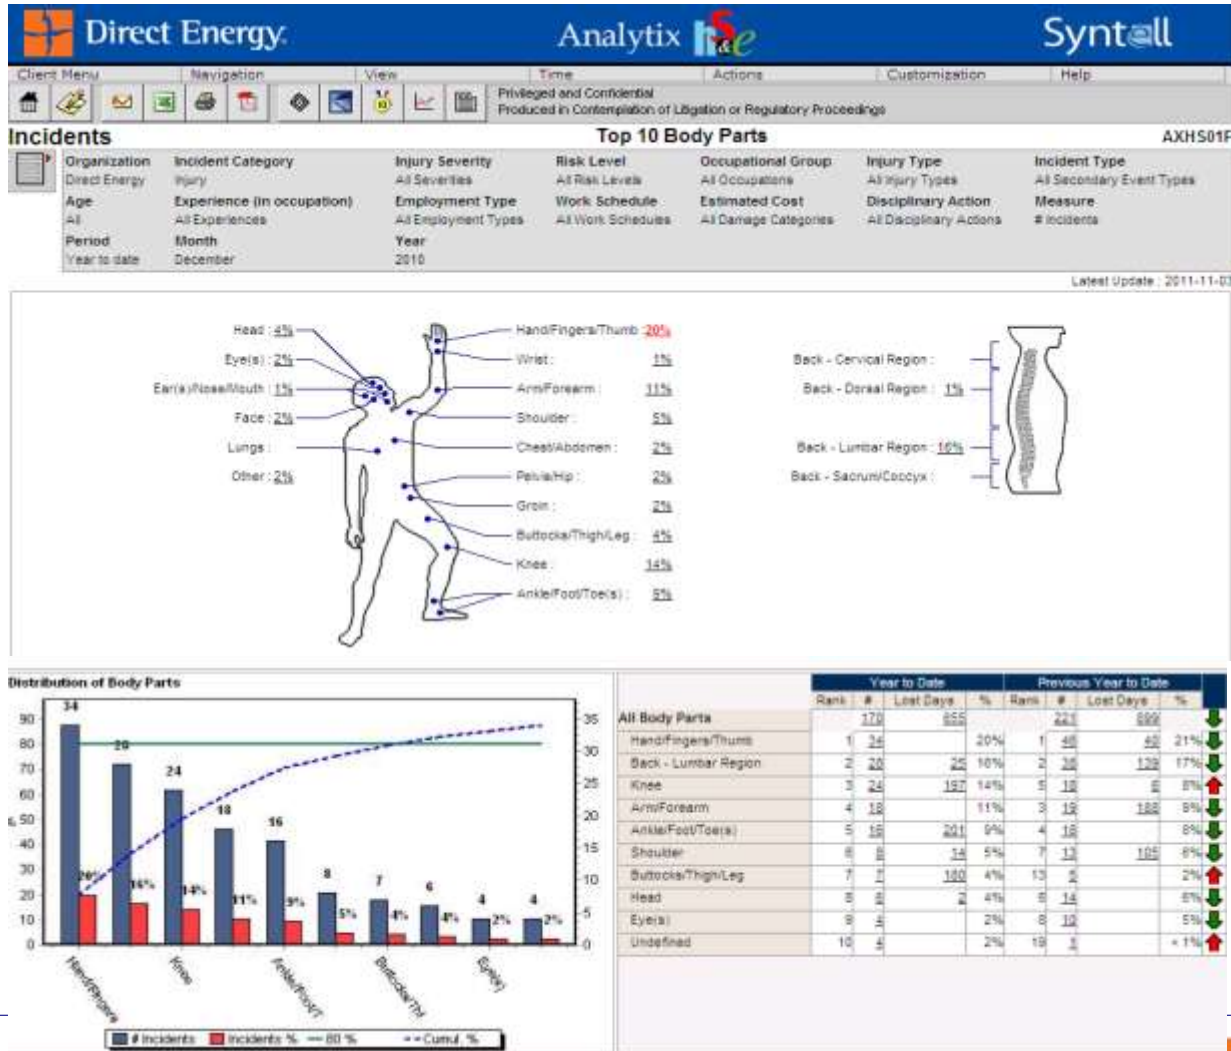 Direct Energy. Analytix hs&e Syntell
Client Menu Navigation View Time Actions Customization Help
Privileged and Confidential
Produced in Contemplation of Litigation or Regulatory Proceedings
Incidents Top 10 Body Parts AXHS01F
Organization Incident Category Injury Severity Risk Level Occupational Group Injury Type Incident Type
Direct Energy Injury All Severities All Risk Levels All Occupations All Injury Types All Secondary Event Types
Age Experience (in occupation) Employment Type Work Schedule Estimated Cost Disciplinary Action Measure
All All Experiences All Employment Types All Work Schedules All Damage Categories All Disciplinary Actions # Incidents
Period Month Year
Year to date December 2010
Latest Update : 2011-11-03
Head : 4% Hand/Fingers/Thumb : 20%
Eye(s) : 2% Wrist : 1% Back - Cervical Region :
Ear(s)/Nose/Mouth : 1% Arm/Forearm : 11% Back - Dorsal Region : 1%
Face : 2% Shoulder : 5%
Lungs : Chest/Abdomen : 2% Back - Lumbar Region : 16%
Other : 2% Pelvis/Hip : 2% Back - Sacrum/Coccyx :
Groin : 2%
Buttocks/Thigh/Leg : 4%
Knee : 14%
Ankle/Foot/Toe(s) : 9%
Distribution of Body Parts
34 28 24 18 16 8 7 6 4 4
20% 16% 14% 11% 9% 5% 4% 4% 2% 2%
90 80 70 60 50 40 30 20 10 0
%
35 30 25 20 15 10 5 0
Hand/Fingers Knee Ankle/Foot/T Buttocks/TH Eye(s)
# Incidents Incidents % 80 % Cumul. %
Year to Date Previous Year to Date
Rank # Lost Days % Rank # Lost Days %
All Body Parts 170 855 221 899
Hand/Fingers/Thumb 1 34 20% 1 46 40 21%
Back - Lumbar Region 2 28 25 16% 2 38 139 17%
Knee 3 24 197 14% 5 18 6 8%
Arm/Forearm 4 18 11% 3 19 188 9%
Ankle/Foot/Toe(s) 5 16 201 9% 4 18 8%
Shoulder 6 8 14 5% 7 13 105 6%
Buttocks/Thigh/Leg 7 7 180 4% 13 5 2%
Head 8 6 2 4% 6 14 6%
Eye(s) 9 4 2% 8 10 5%
Undefined 10 4 2% 19 1 < 1%